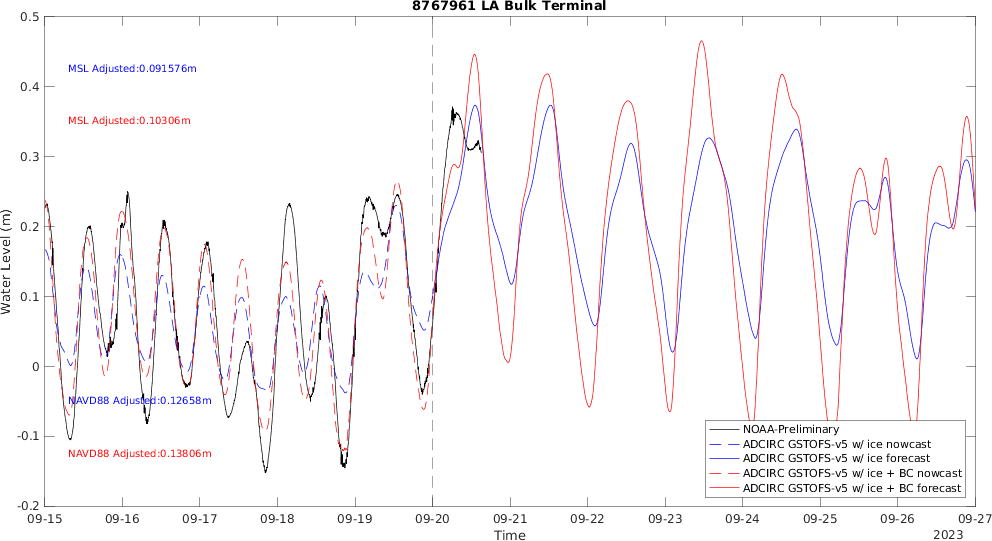 8767961 LA Bulk Terminal
0.5
0.4
0.3
0.2
0.1
0
-0.1
-0.2
Water Level (m)
MSL Adjusted:0.091576m
MSL Adjusted:0.10306m
NAVD88 Adjusted:0.12658m
NAVD88 Adjusted:0.13806m
NOAA-Preliminary
ADCIRC GSTOFS-v5 w/ ice nowcast
ADCIRC GSTOFS-v5 w/ ice forecast
ADCIRC GSTOFS-v5 w/ ice + BC nowcast
ADCIRC GSTOFS-v5 w/ ice + BC forecast
09-15 09-16 09-17 09-18 09-19 09-20 09-21 09-22 09-23 09-24 09-25 09-26 09-27
Time
2023